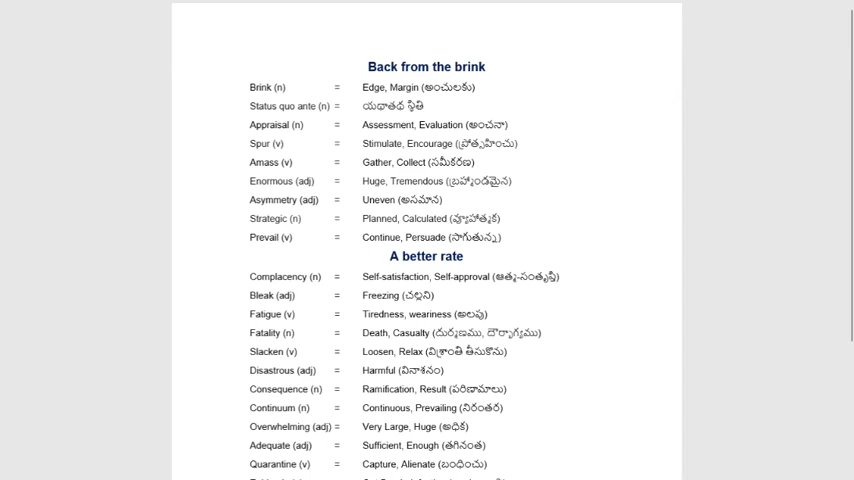 Back from the brink
Brink (n) = Edge, Margin (అంచులకు)
Status quo ante (n) = యథాతథ స్థితి
Appraisal (n) = Assessment, Evaluation (అంచనా)
Spur (v) = Stimulate, Encourage (ప్రోత్సహించు)
Amass (v) = Gather, Collect (సమీకరణ)
Enormous (adj) = Huge, Tremendous (బ్రహ్మాండమైన)
Asymmetry (adj) = Uneven (అసమాన)
Strategic (n) = Planned, Calculated (వ్యూహాత్మక)
Prevail (v) = Continue, Persuade (సాగుతున్న)
A better rate
Complacency (n) = Self-satisfaction, Self-approval (ఆత్మ-సంతృప్తి)
Bleak (adj) = Freezing (చల్లని)
Fatigue (v) = Tiredness, weariness (అలపు)
Fatality (n) = Death, Casualty (దుర్మణము, దౌర్భాగ్యము)
Slacken (v) = Loosen, Relax (విశ్రాంతి తీసుకొను)
Disastrous (adj) = Harmful (వినాశనం)
Consequence (n) = Ramification, Result (పరిణామాలు)
Continuum (n) = Continuous, Prevailing (నిరంతర)
Overwhelming (adj) = Very Large, Huge (అధిక)
Adequate (adj) = Sufficient, Enough (తగినంత)
Quarantine (v) = Capture, Alienate (బంధించు)